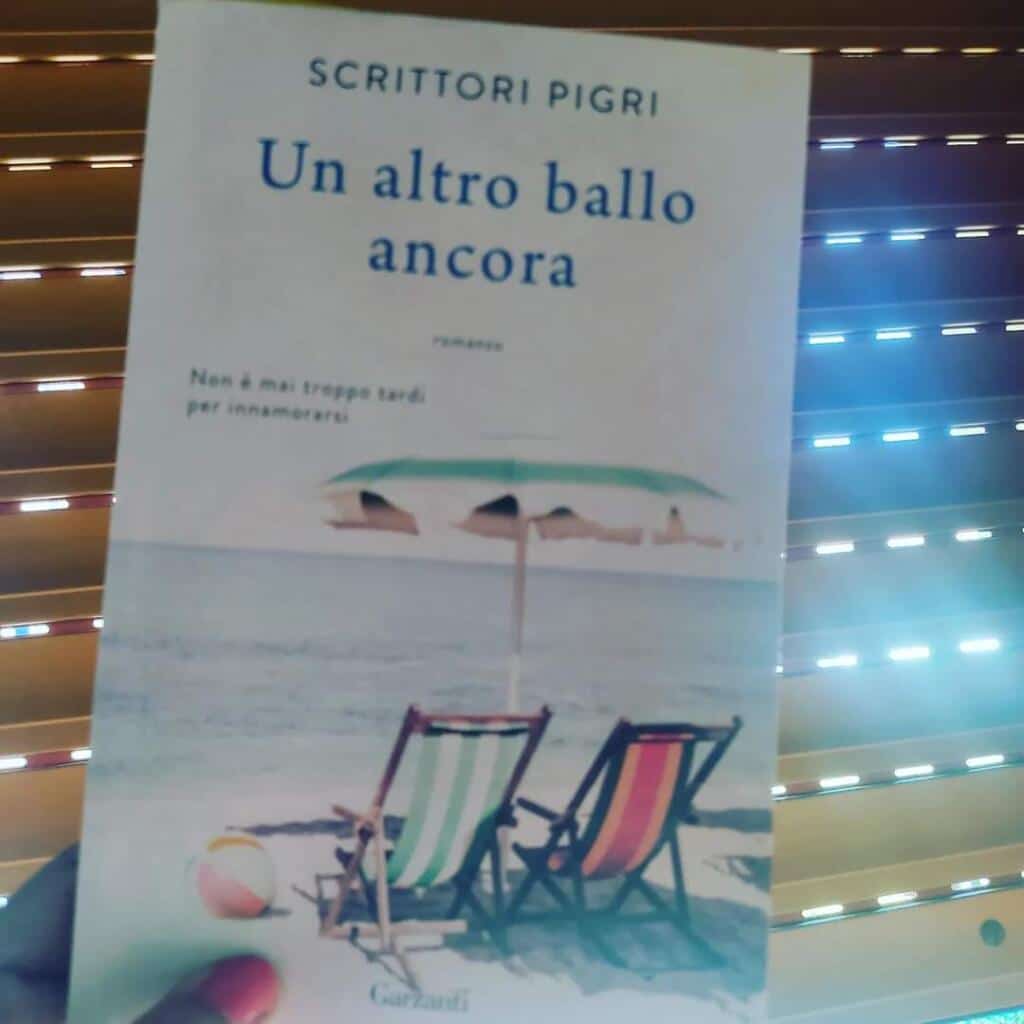 SCRITTORI PIGRI
Un altro ballo
ancora
romanzo
Non è mai troppo tardi
per innamorarsi
Garzanti